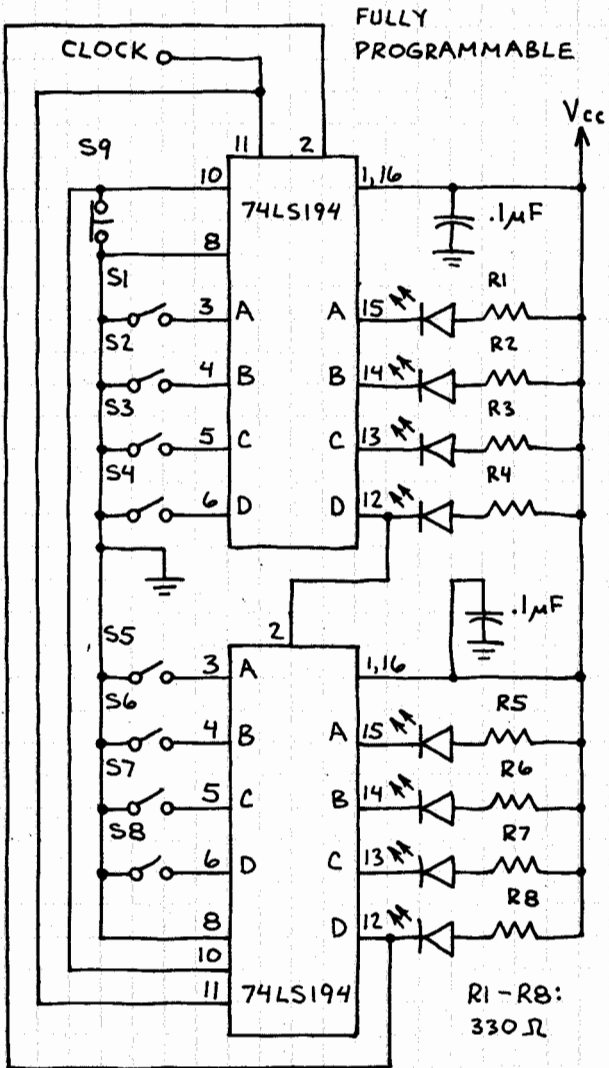 FULLY
PROGRAMMABLE
CLOCK
Vcc
S9
11 2
10 1,16
74LS194
.1μF
8
S1 R1
3 A A 15
S2 R2
4 B B 14
S3 R3
5 C C 13
S4 R4
6 D D 12
2
.1μF
S5
3 A 1,16
S6 R5
4 B A 15
S7 R6
5 C B 14
S8 R7
6 D C 13
R8
8 D 12
10
11 74LS194
R1-R8:
330Ω